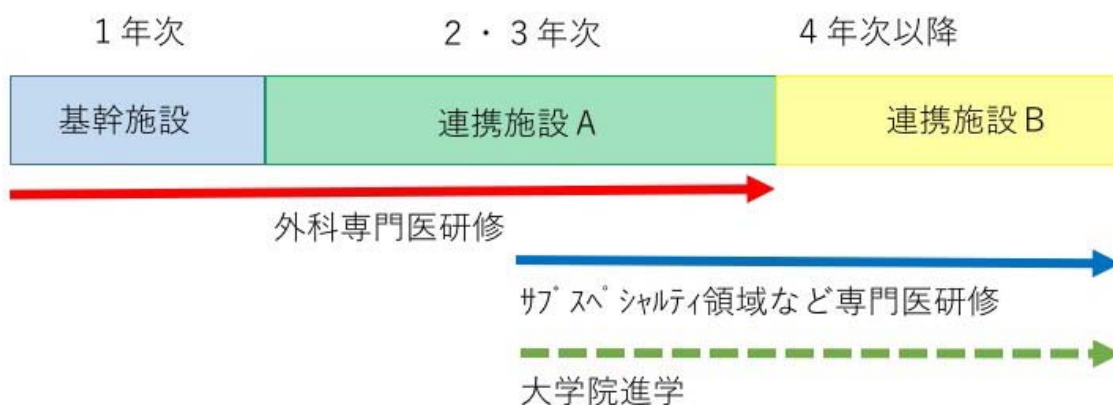 １年次　２・３年次　４年次以降
基幹施設　連携施設Ａ　連携施設Ｂ
外科専門医研修
ｻﾌﾞｽﾍﾟｼｬﾙﾃｨ領域など専門医研修
大学院進学